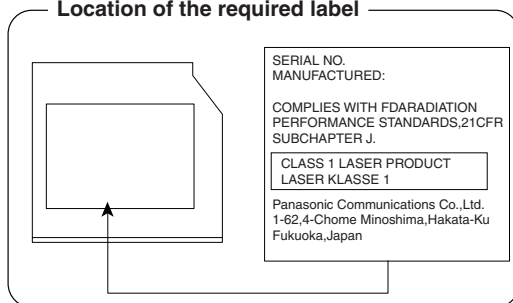 Location of the required label
SERIAL NO.
MANUFACTURED:
COMPLIES WITH FDARADIATION
PERFORMANCE STANDARDS,21CFR
SUBCHAPTER J.
CLASS 1 LASER PRODUCT
LASER KLASSE 1
Panasonic Communications Co.,Ltd.
1-62,4-Chome Minoshima,Hakata-Ku
Fukuoka,Japan